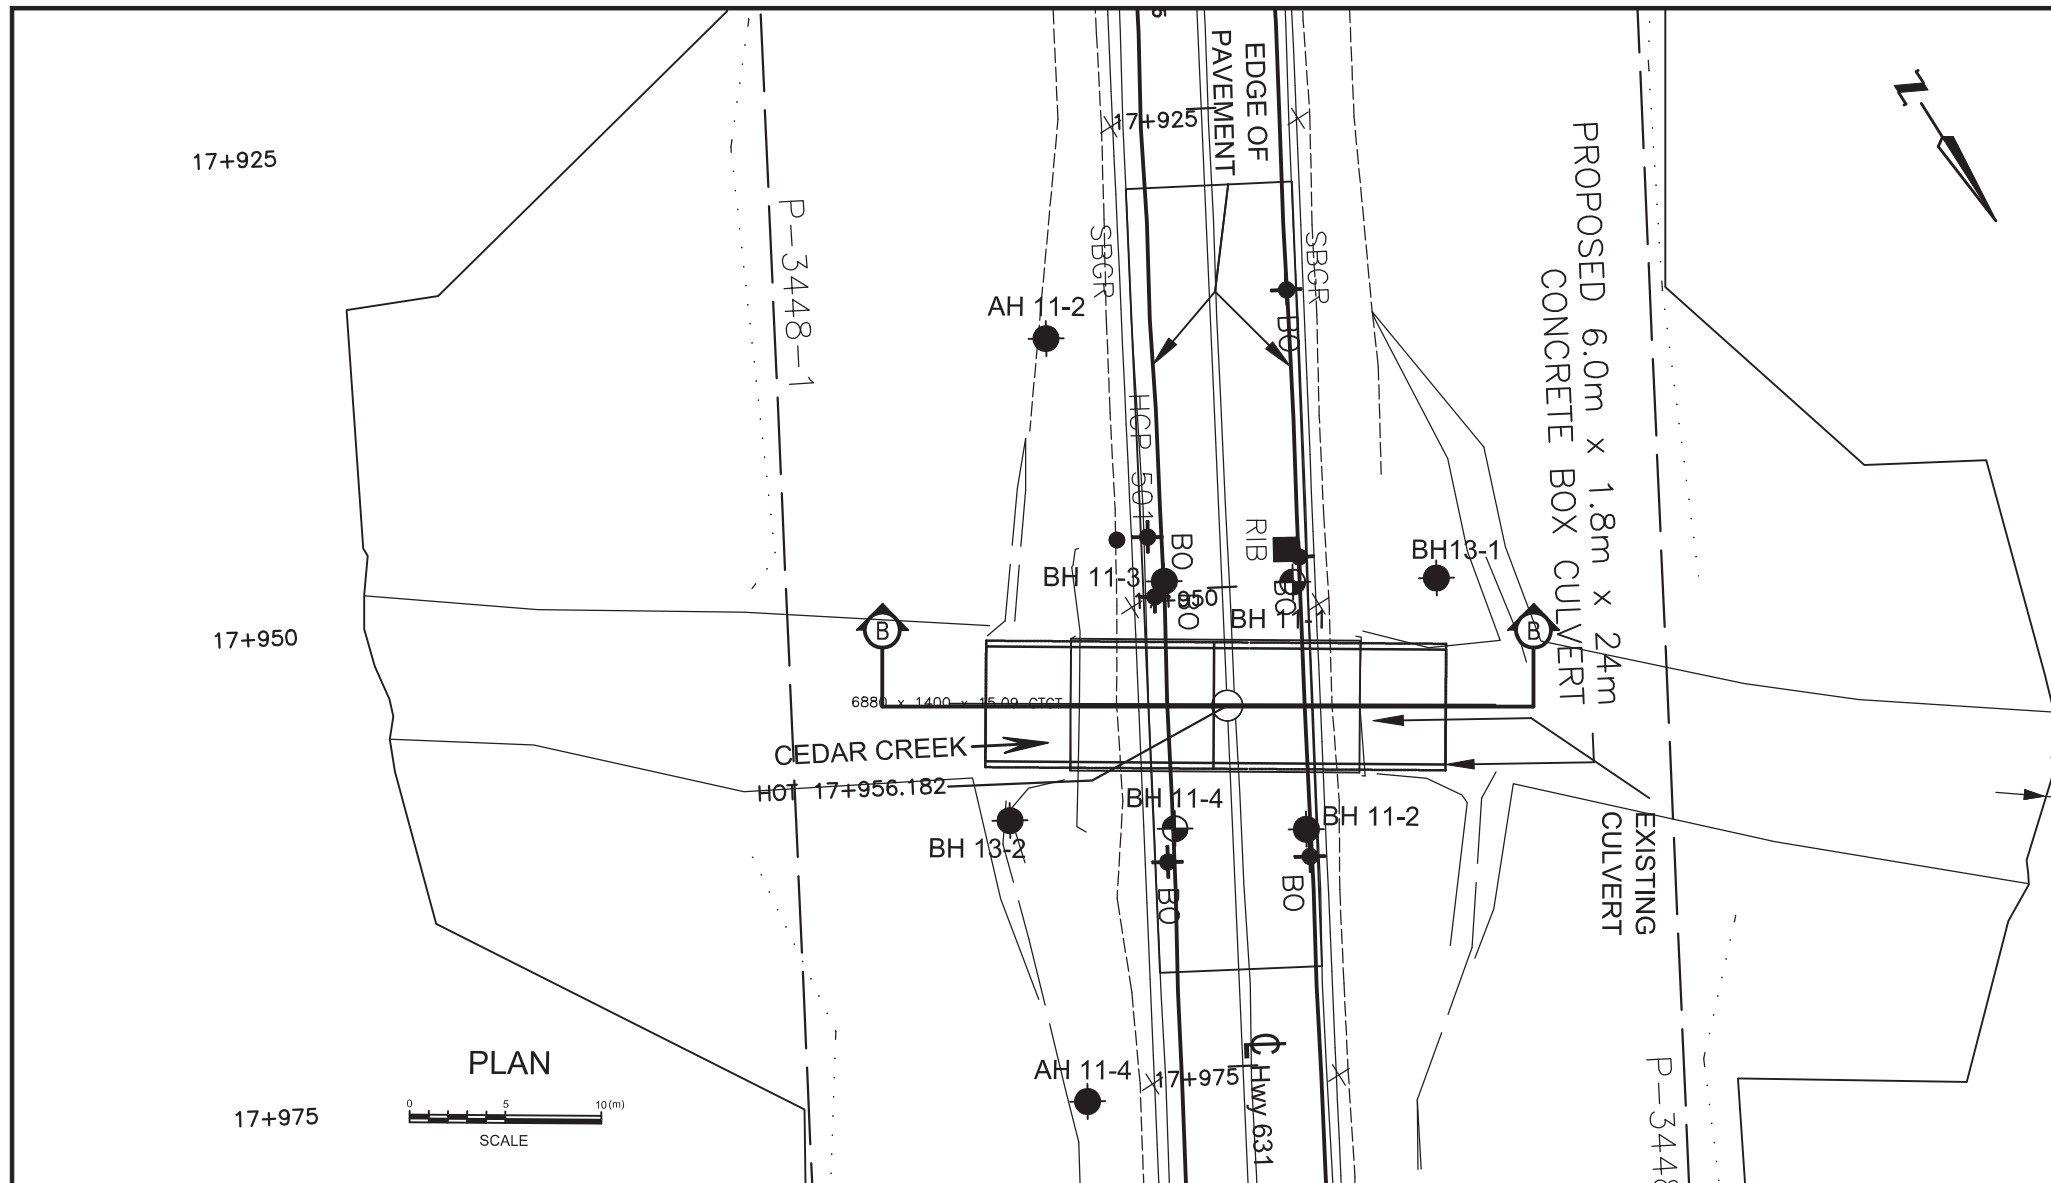 EDGE OF
PAVEMENT
17+925
17+925
PROPOSED 6.0m x 1.8m x 24m
CONCRETE BOX CULVERT
P-3448-1
SBGR
SBGR
AH 11-2
BO
HCP 501
BO
RIB
BH13-1
BH 11-3
17+950
BO
BO
BH 11-1
17+950
B
B
6880 x 1400 x 15.09 CTCT
CEDAR CREEK
HOT 17+956.182
BH 11-4
BH 11-2
BH 13-2
EXISTING
CULVERT
BO
BO
PLAN
0 5 10(m)
SCALE
AH 11-4
17+975
17+975
Hwy 631
P-3448